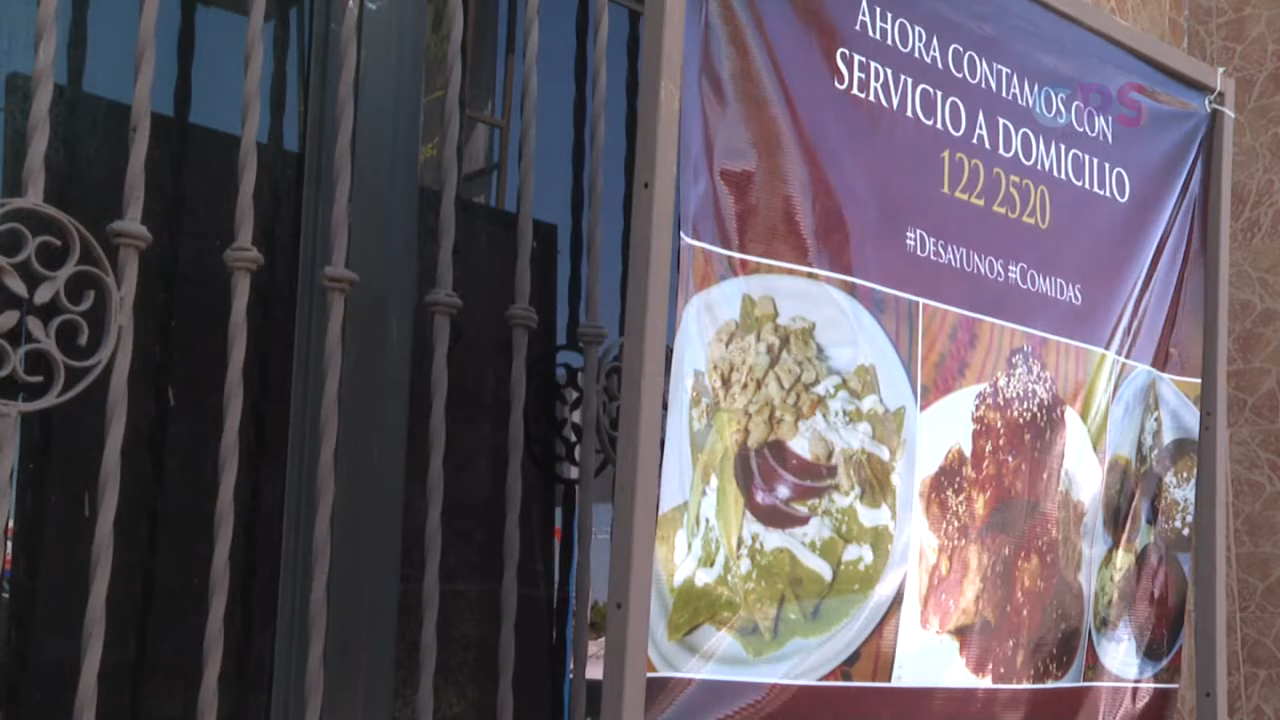 AHORA CONTAMOS CON
SERVICIO A DOMICILIO
122 2520
#DESAYUNOS #COMIDAS